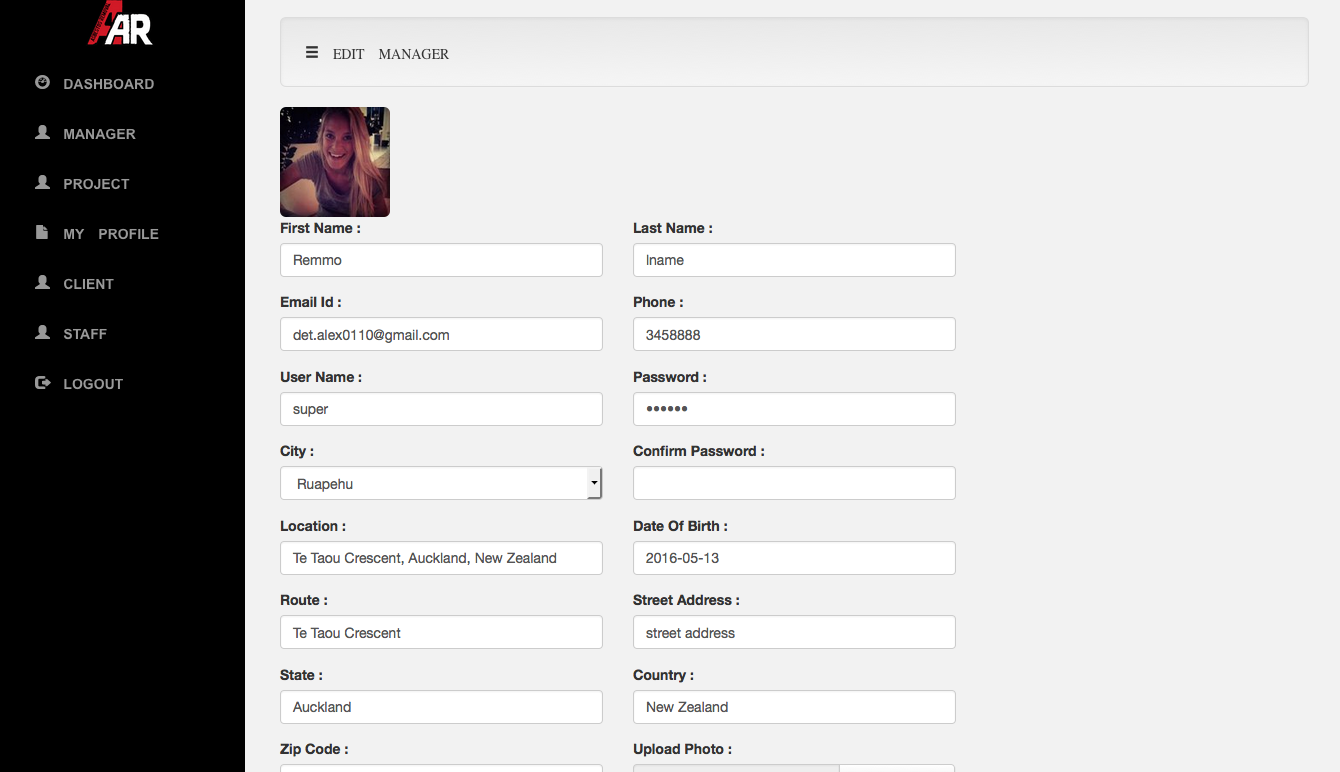 AAR
DASHBOARD
MANAGER
PROJECT
MY PROFILE
CLIENT
STAFF
LOGOUT
EDIT MANAGER
First Name :
Last Name :
Remmo
lname
Email Id :
Phone :
det.alex0110@gmail.com
3458888
User Name :
Password :
super
••••••
City :
Confirm Password :
Ruapehu
Location :
Date Of Birth :
Te Taou Crescent, Auckland, New Zealand
2016-05-13
Route :
Street Address :
Te Taou Crescent
street address
State :
Country :
Auckland
New Zealand
Zip Code :
Upload Photo :